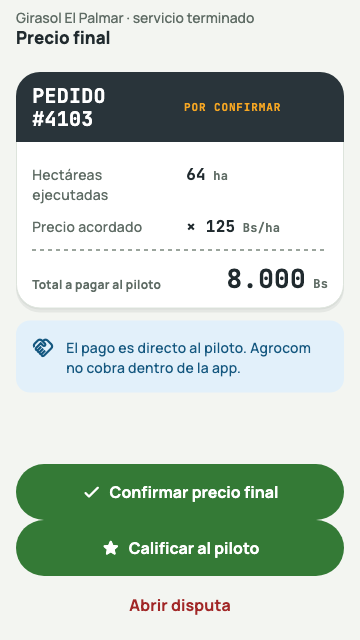 Girasol El Palmar · servicio terminado
Precio final
PEDIDO
#4103
POR CONFIRMAR
Hectáreas
ejecutadas
64 ha
Precio acordado
× 125 Bs/ha
Total a pagar al piloto
8.000 Bs
El pago es directo al piloto. Agrocom
no cobra dentro de la app.
Confirmar precio final
Calificar al piloto
Abrir disputa